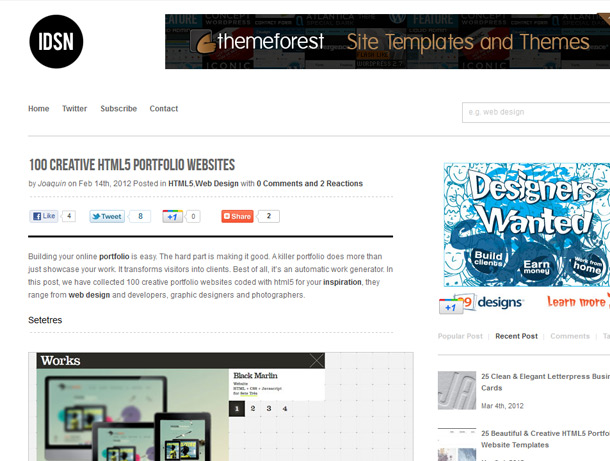 IDSN
themeforest Site Templates and Themes
Home Twitter Subscribe Contact
e.g. web design
100 CREATIVE HTML5 PORTFOLIO WEBSITES
by Joaquin on Feb 14th, 2012 Posted in HTML5,Web Design with 0 Comments and 2 Reactions
Like 4 Tweet 8 +1 0 Share 2
Building your online portfolio is easy. The hard part is making it good. A killer portfolio does more than
just showcase your work. It transforms visitors into clients. Best of all, it's an automatic work generator. In
this post, we have collected 100 creative portfolio websites coded with html5 for your inspiration, they
range from web design and developers, graphic designers and photographers.
Setetres
Works
Black Marlin
Website
HTML + CSS + Javascript
for Sete Três
1 2 3 4
Designers
Wanted
Build
clients
Earn
money
Work from
home
+1
99designs
Learn more
Popular Post | Recent Post | Comments | Ta
25 Clean & Elegant Letterpress Busin
Cards
Mar 4th, 2012
25 Beautiful & Creative HTML5 Portfo
Website Templates